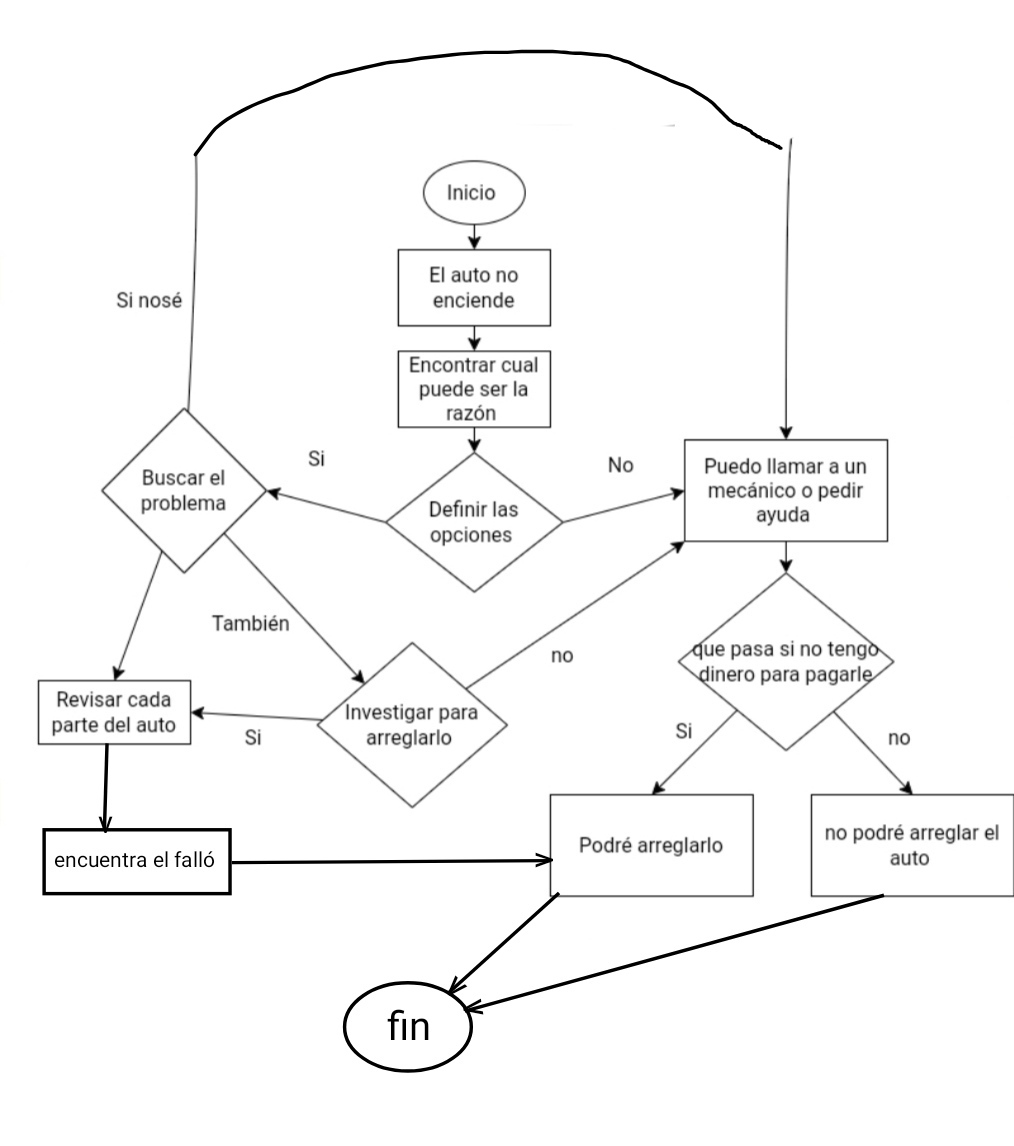 Inicio
El auto no
enciende
Si nosé
Encontrar cual
puede ser la
razón
Si
No
Buscar el
problema
Definir las
opciones
Puedo llamar a un
mecánico o pedir
ayuda
También
no
que pasa si no tengo
dinero para pagarle
Revisar cada
parte del auto
Si
Investigar para
arreglarlo
Si
no
encuentra el falló
Podré arreglarlo
no podré arreglar el
auto
fin